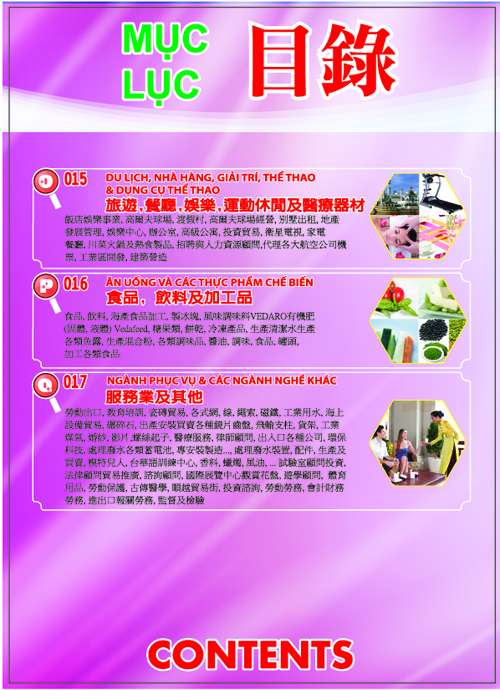 MỤC
LỤC
目錄
O
015
DU LỊCH, NHÀ HÀNG, GIẢI TRÍ, THỂ THAO
& DỤNG CỤ THỂ THAO
旅遊,餐廳,娛樂,運動休閒及醫療器材
飯店娛樂事業, 高爾夫球場, 渡假村, 高爾夫球場經營, 別墅出租, 地產
發展管理, 娛樂中心, 辦公室, 高級公寓, 投資貿易, 衛星電視, 家電
餐廳, 川菜火鍋及熱食製品, 招聘與人力資源顧問,代理各大航空公司機
票, 工業區開發, 建築營造
P
016
ĂN UỐNG VÀ CÁC THỰC PHẨM CHẾ BIẾN
食品, 飲料及加工品
食品, 飲料, 海產食品加工, 製冰塊, 風味調味料VEDARO有機肥
(固體, 液體) Vedafeed, 糖果類, 餅乾, 冷凍產品, 生產清潔水生產
各類魚露, 生產混合粉, 各類調味品, 醬油, 調味, 食品, 罐頭,
加工各類食品
Q
017
NGÀNH PHỤC VỤ & CÁC NGÀNH NGHỀ KHÁC
服務業及其他
勞動出口, 教育培訓, 瓷磚貿易, 各式網, 線, 繩索, 磁鐵, 工業用水, 海上
設備貿易, 碾碎石, 出產安裝買賣各種鏡片齒盤, 飛輪支柱, 貨架, 工業
煤氣, 婚紗, 影片,螺絲起子, 醫療服務, 律師顧問, 出入口各種公司, 環保
科技, 處理廢水各類蓄電池, 專安裝製造..., 處理廢水裝置, 配件, 生產及
買賣, 模特兒人, 台華語訓練中心, 香料, 蠟燭, 風油, ... 試驗室顧問投資,
法律顧問貿易推廣, 諮詢顧問, 國際展覽中心觀賞花盤, 遊學顧問, 體育
用品, 勞動保護, 古傳醫學, 順越貿易街, 投資諮詢, 勞動勞務, 會計財務
勞務, 進出口報關勞務, 監督及檢驗
CONTENTS